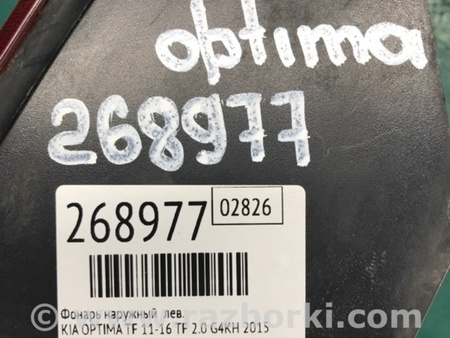 optima
268977
268977 02826
Фонарь наружный лев.
KIA OPTIMA TF 11-16 TF 2.0 G4KH 2015
© razborki.com